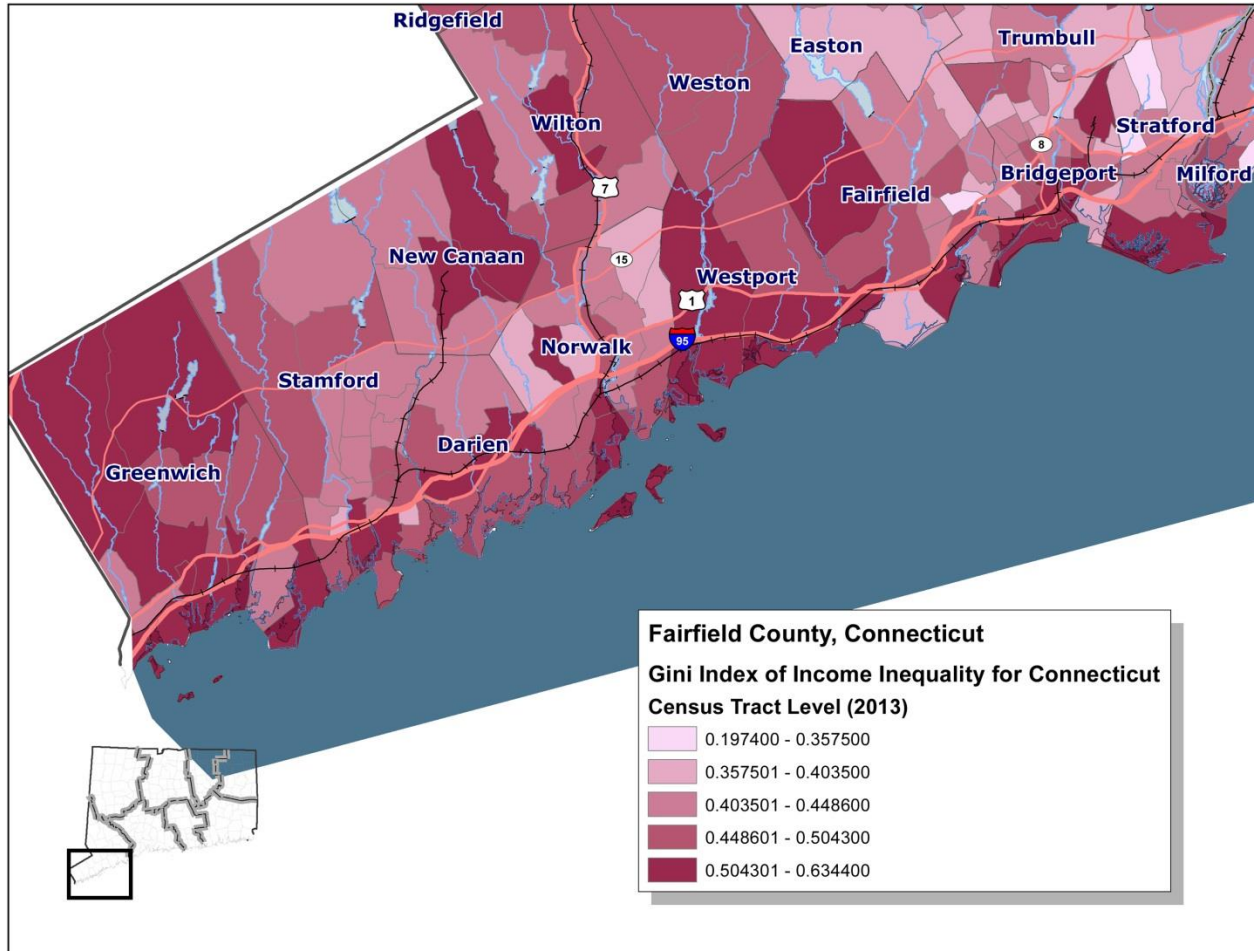 Ridgefield
Easton
Trumbull
Weston
Wilton
Stratford
8
Bridgeport
Milford
7
Fairfield
New Canaan
15
Westport
1
95
Norwalk
Stamford
Darien
Greenwich
Fairfield County, Connecticut
Gini Index of Income Inequality for Connecticut
Census Tract Level (2013)
0.197400 - 0.357500
0.357501 - 0.403500
0.403501 - 0.448600
0.448601 - 0.504300
0.504301 - 0.634400